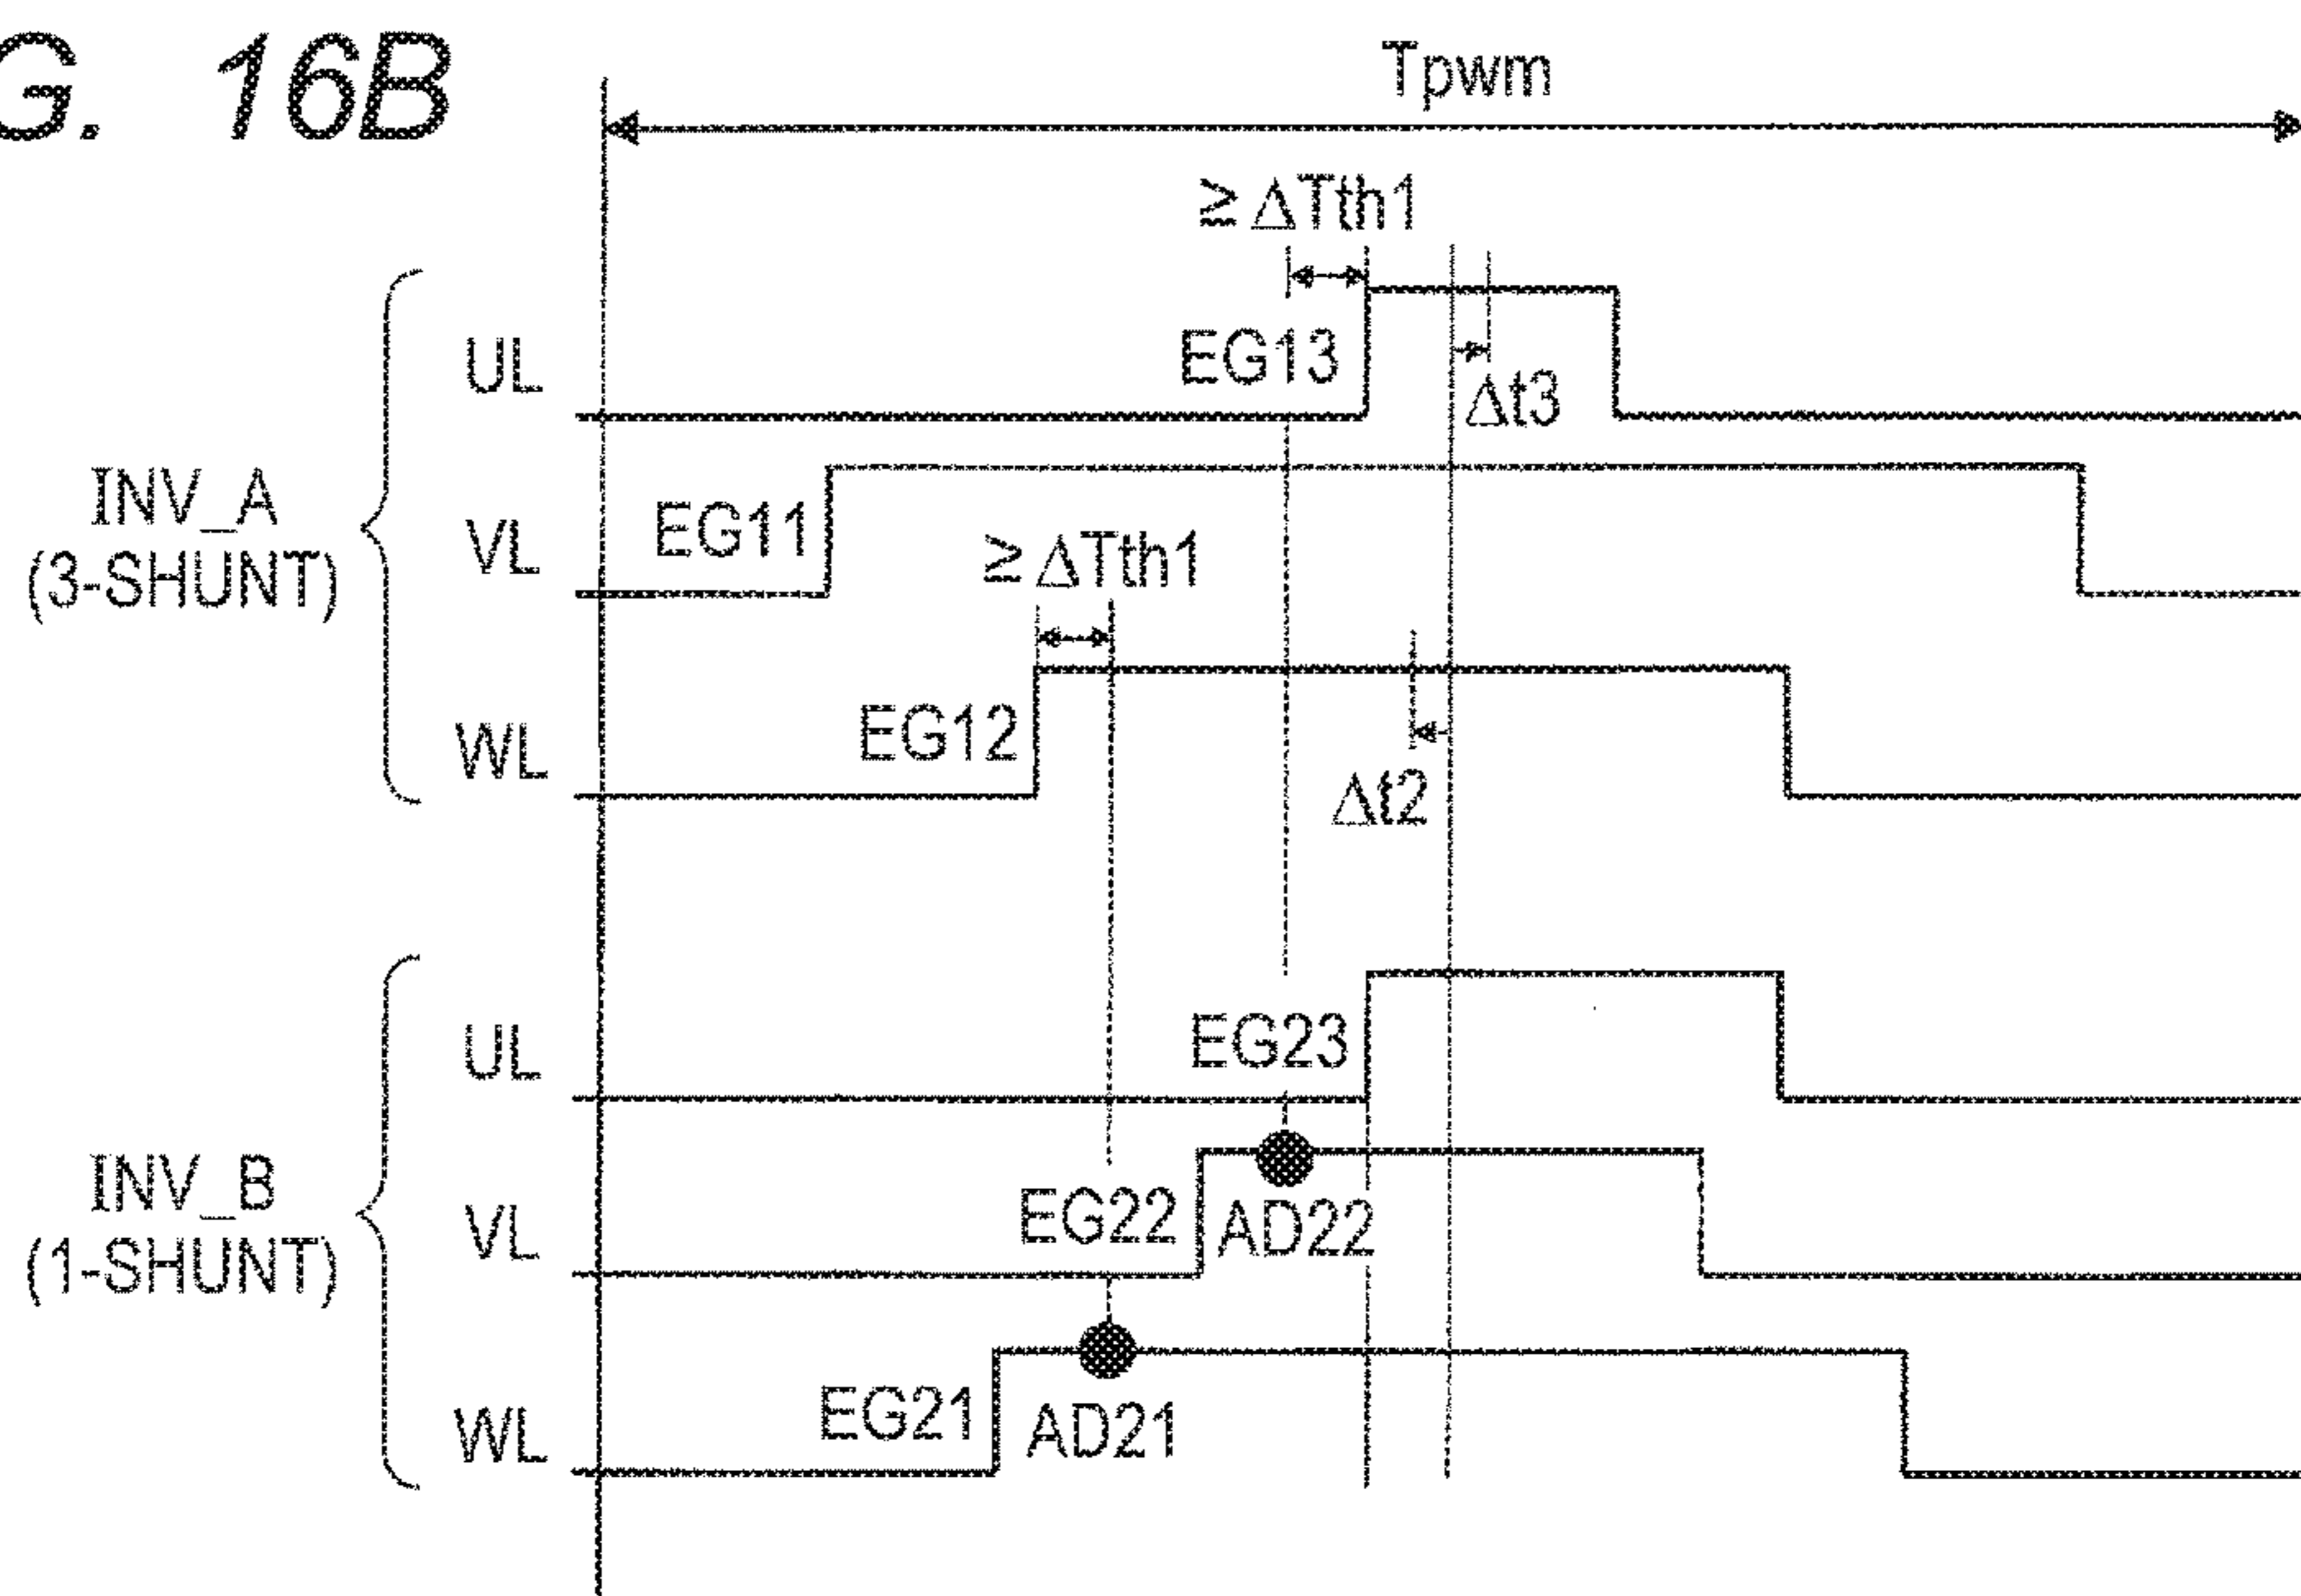 G. 16B
Tpwm
≥ΔTth1
EG13
UL
Δt3
INV_A
(3-SHUNT)
EG11
VL
≥ΔTth1
EG12
WL
Δt2
EG23
UL
INV_B
(1-SHUNT)
EG22
AD22
VL
EG21
AD21
WL